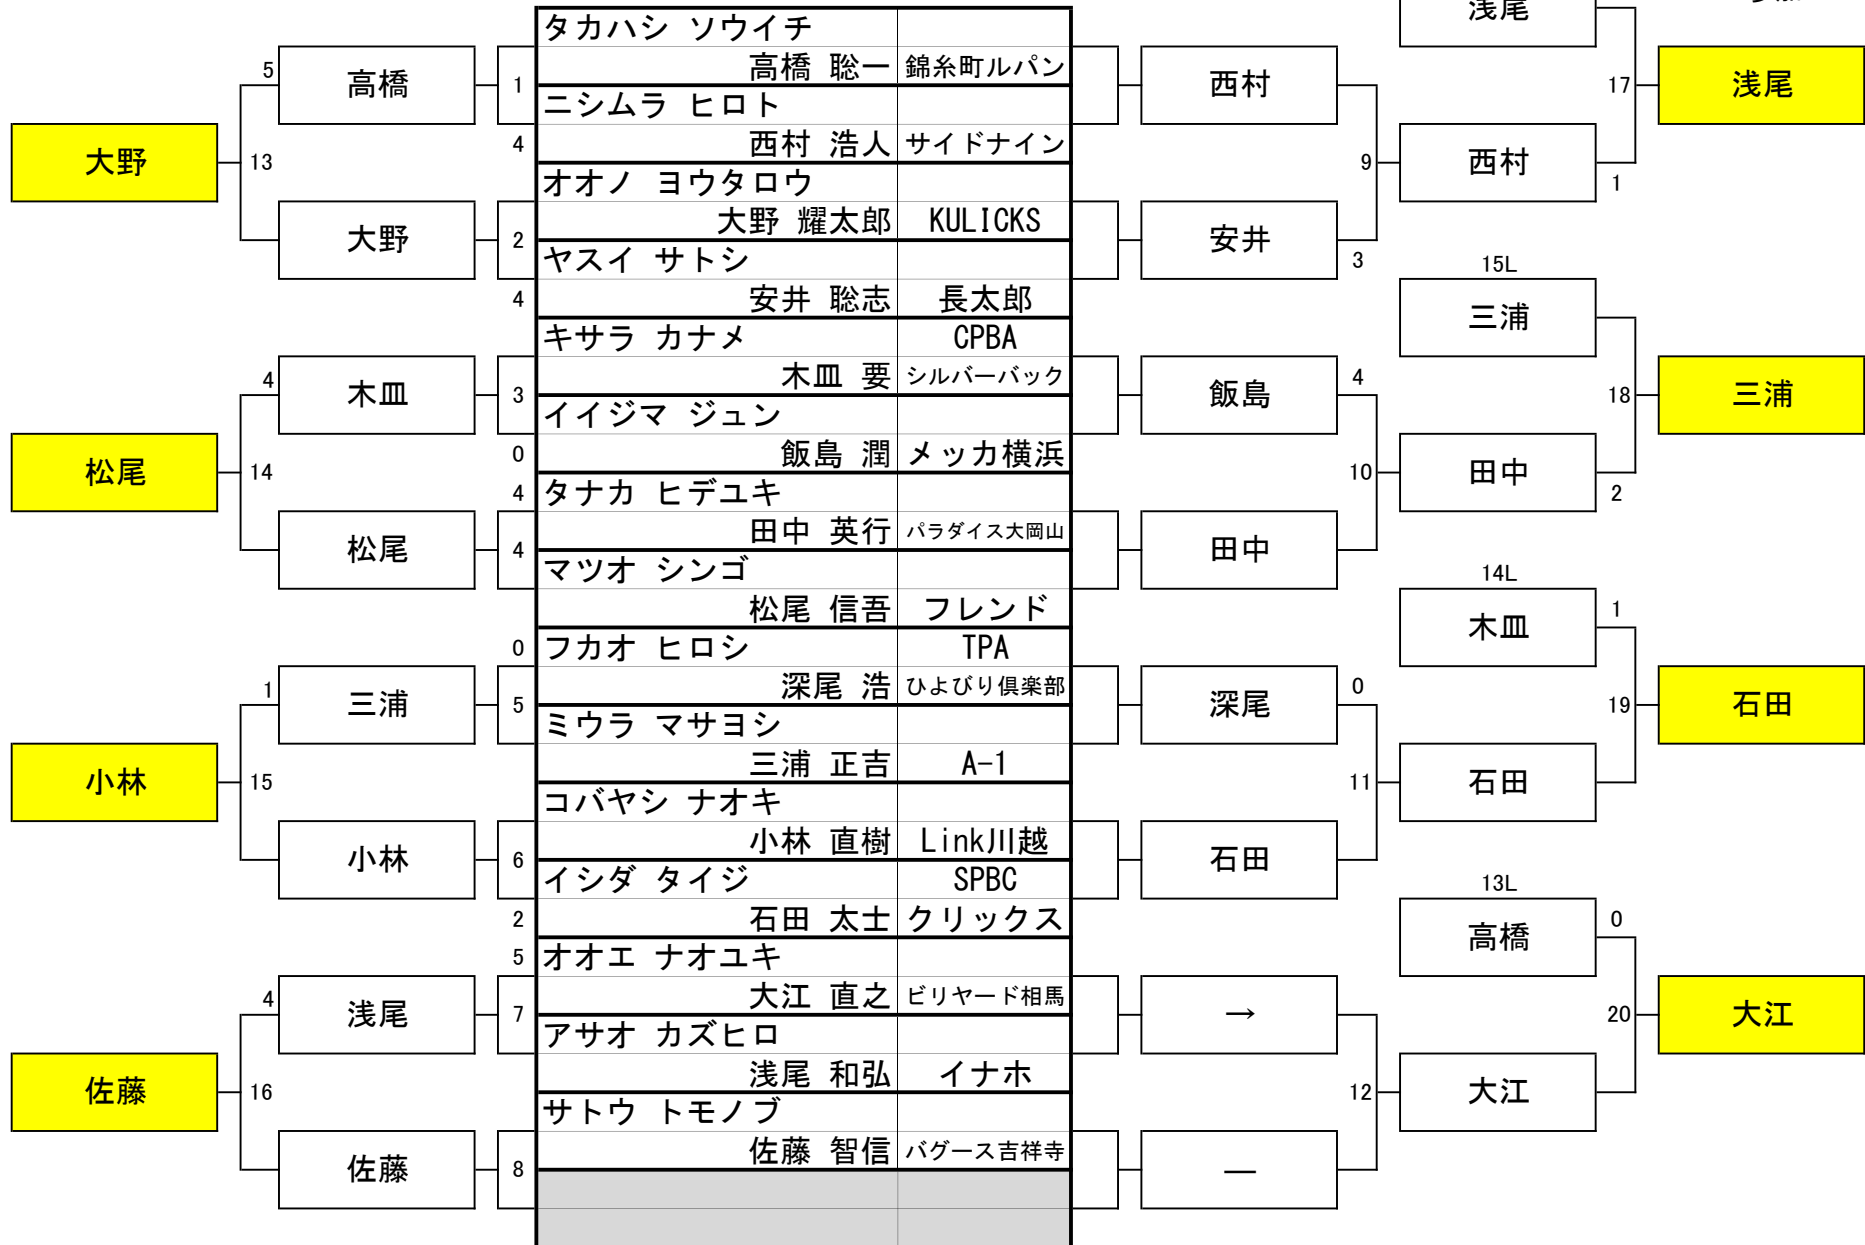 タカハシ ソウイチ
浅尾
5
高橋
1
高橋 聡一 錦糸町ルパン
西村
17
浅尾
ニシムラ ヒロト
大野
13
4
西村 浩人 サイドナイン
9
西村
1
オオノ ヨウタロウ
大野
2
大野 耀太郎 KULICKS
安井
3
ヤスイ サトシ
15L
4
安井 聡志 長太郎
三浦
キサラ カナメ CPBA
4
木皿
3
木皿 要 シルバーバック
飯島
4
18
三浦
イイジマ ジュン
松尾
14
0
飯島 潤 メッカ横浜
10
田中
2
4
タナカ ヒデユキ
松尾
4
田中 英行 パラダイス大岡山
田中
マツオ シンゴ
14L
松尾 信吾 フレンド
木皿
1
0
フカオ ヒロシ TPA
1
三浦
5
深尾 浩 ひよびり倶楽部
深尾
0
19
石田
ミウラ マサヨシ
小林
15
三浦 正吉 A-1
11
石田
コバヤシ ナオキ
小林
6
小林 直樹 Link川越
石田
イシダ タイジ SPBC
13L
2
石田 太士 クリックス
高橋
0
5
オオエ ナオユキ
4
浅尾
7
大江 直之 ビリヤード相馬
→
20
大江
アサオ カズヒロ
佐藤
16
浅尾 和弘 イナホ
12
大江
サトウ トモノブ
佐藤
8
佐藤 智信 バグース吉祥寺
―